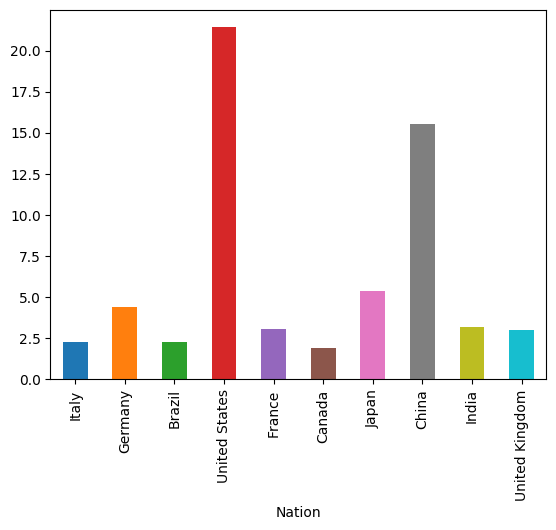 20.0
17.5
15.0
12.5
10.0
7.5
5.0
2.5
0.0
Italy
Germany
Brazil
United States
France
Canada
Japan
China
India
United Kingdom
Nation